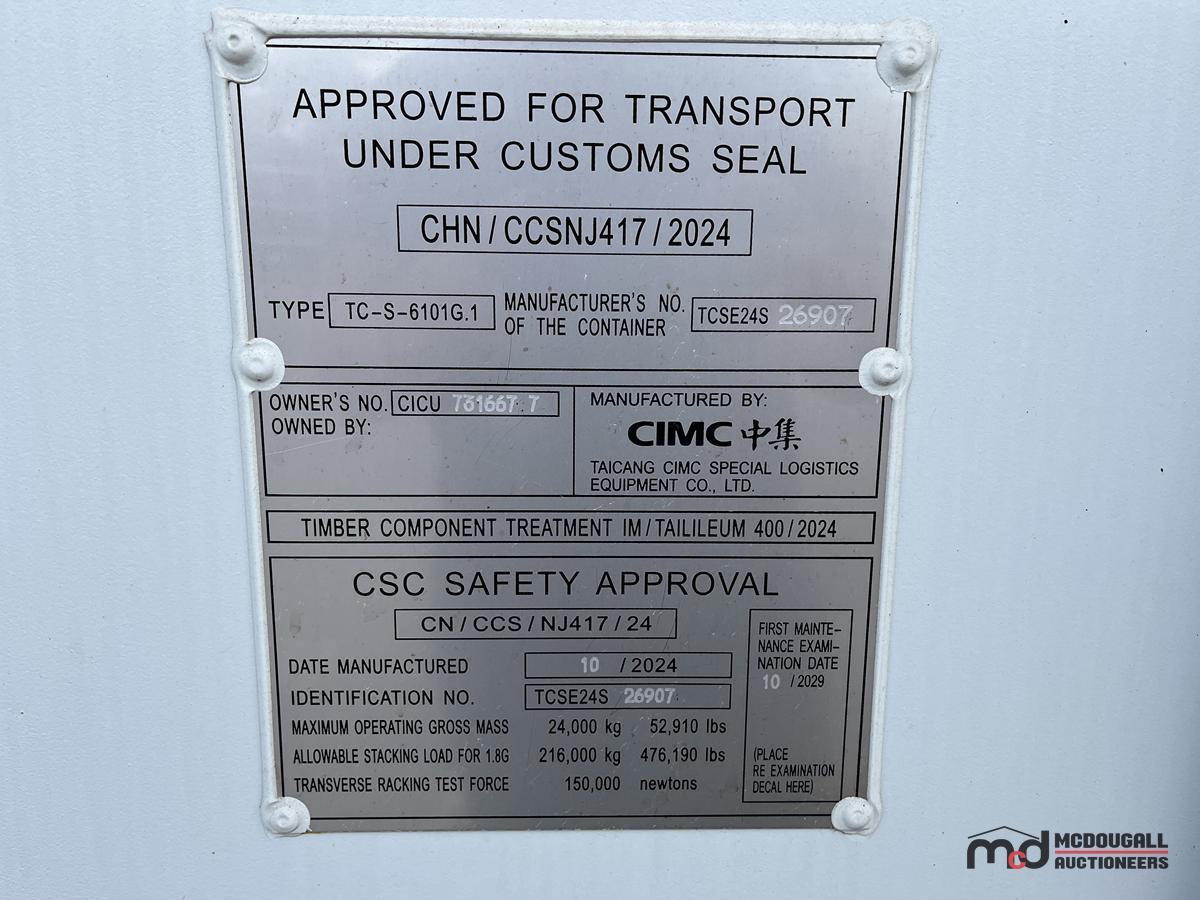 APPROVED FOR TRANSPORT
UNDER CUSTOMS SEAL
CHN/CCSNJ417/2024
TYPE TC-S-6101G.1 MANUFACTURER'S NO. OF THE CONTAINER TCSE24S 26907
OWNER'S NO. CICU 731667 7
OWNED BY:
MANUFACTURED BY:
CIMC 中集
TAICANG CIMC SPECIAL LOGISTICS
EQUIPMENT CO., LTD.
TIMBER COMPONENT TREATMENT IM/TAILILEUM 400/2024
CSC SAFETY APPROVAL
CN/CCS/NJ417/24
DATE MANUFACTURED 10 /2024
IDENTIFICATION NO. TCSE24S 26907
MAXIMUM OPERATING GROSS MASS 24,000 kg 52,910 lbs
ALLOWABLE STACKING LOAD FOR 1.8G 216,000 kg 476,190 lbs
TRANSVERSE RACKING TEST FORCE 150,000 newtons
FIRST MAINTE-
NANCE EXAMI-
NATION DATE
10 /2029
(PLACE
RE EXAMINATION
DECAL HERE)
mcd MCDOUGALL
AUCTIONEERS